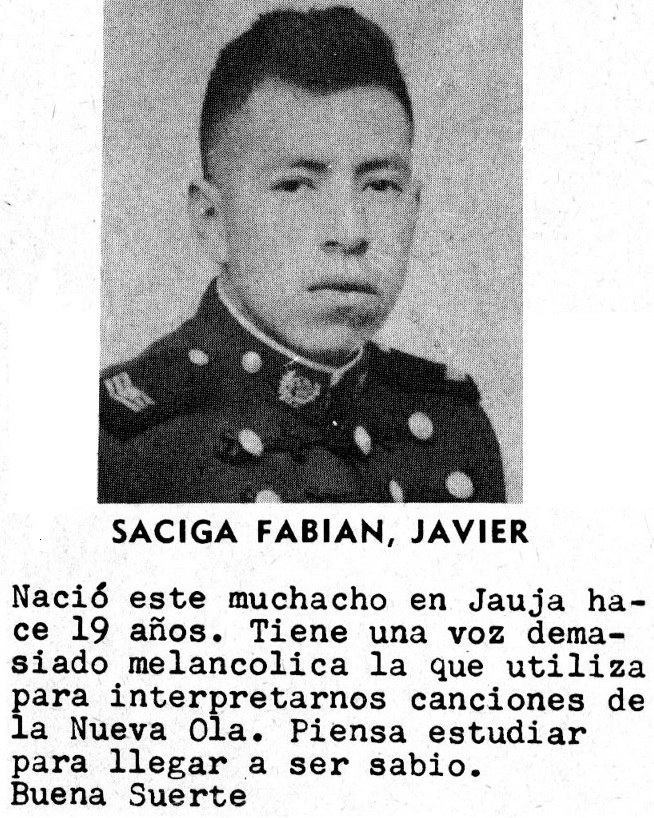 SACIGA FABIAN, JAVIER
Nació este muchacho en Jauja ha-
ce 19 años. Tiene una voz dema-
siado melancolica la que utiliza
para interpretarnos canciones de
la Nueva Ola. Piensa estudiar
para llegar a ser sabio.
Buena Suerte